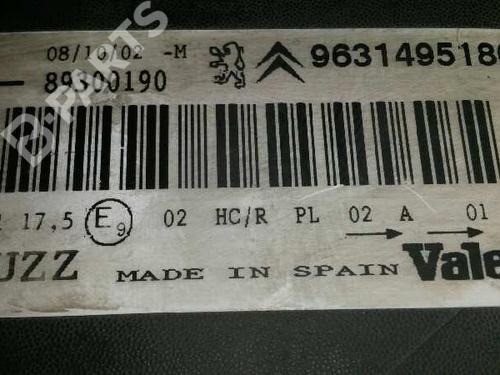 08/10/02 -M 9631495180
89300190
17,5 E9 02 HC/R PL 02 A 01
UZZ MADE IN SPAIN Vale
B-PARTS